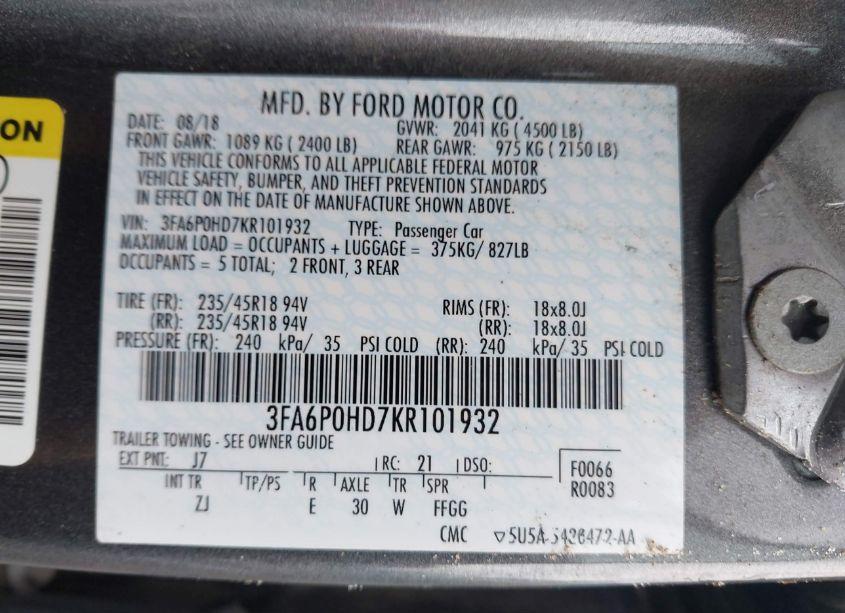 ON
MFD. BY FORD MOTOR CO.
DATE: 08/18 GVWR: 2041 KG ( 4500 LB)
FRONT GAWR: 1089 KG ( 2400 LB) REAR GAWR: 975 KG ( 2150 LB)
THIS VEHICLE CONFORMS TO ALL APPLICABLE FEDERAL MOTOR
VEHICLE SAFETY, BUMPER, AND THEFT PREVENTION STANDARDS
IN EFFECT ON THE DATE OF MANUFACTURE SHOWN ABOVE.
VIN: 3FA6P0HD7KR101932 TYPE: Passenger Car
MAXIMUM LOAD = OCCUPANTS + LUGGAGE = 375KG/ 827LB
OCCUPANTS = 5 TOTAL; 2 FRONT, 3 REAR
TIRE (FR): 235/45R18 94V RIMS (FR): 18x8.0J
(RR): 235/45R18 94V (RR): 18x8.0J
PRESSURE (FR): 240 kPa/ 35 PSI COLD (RR): 240 kPa/ 35 PSI COLD
3FA6P0HD7KR101932
TRAILER TOWING - SEE OWNER GUIDE
EXT PNT: J7 RC: 21 DSO: F0066
R0083
INT TR TP/PS R AXLE TR SPR
ZJ E 30 W FFGG
CMC ▽5U5A-5420472-AA